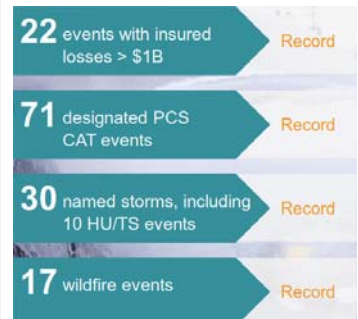 22 events with insured
losses > $1B
Record
71 designated PCS
CAT events
Record
30 named storms, including
10 HU/TS events
Record
17 wildfire events
Record